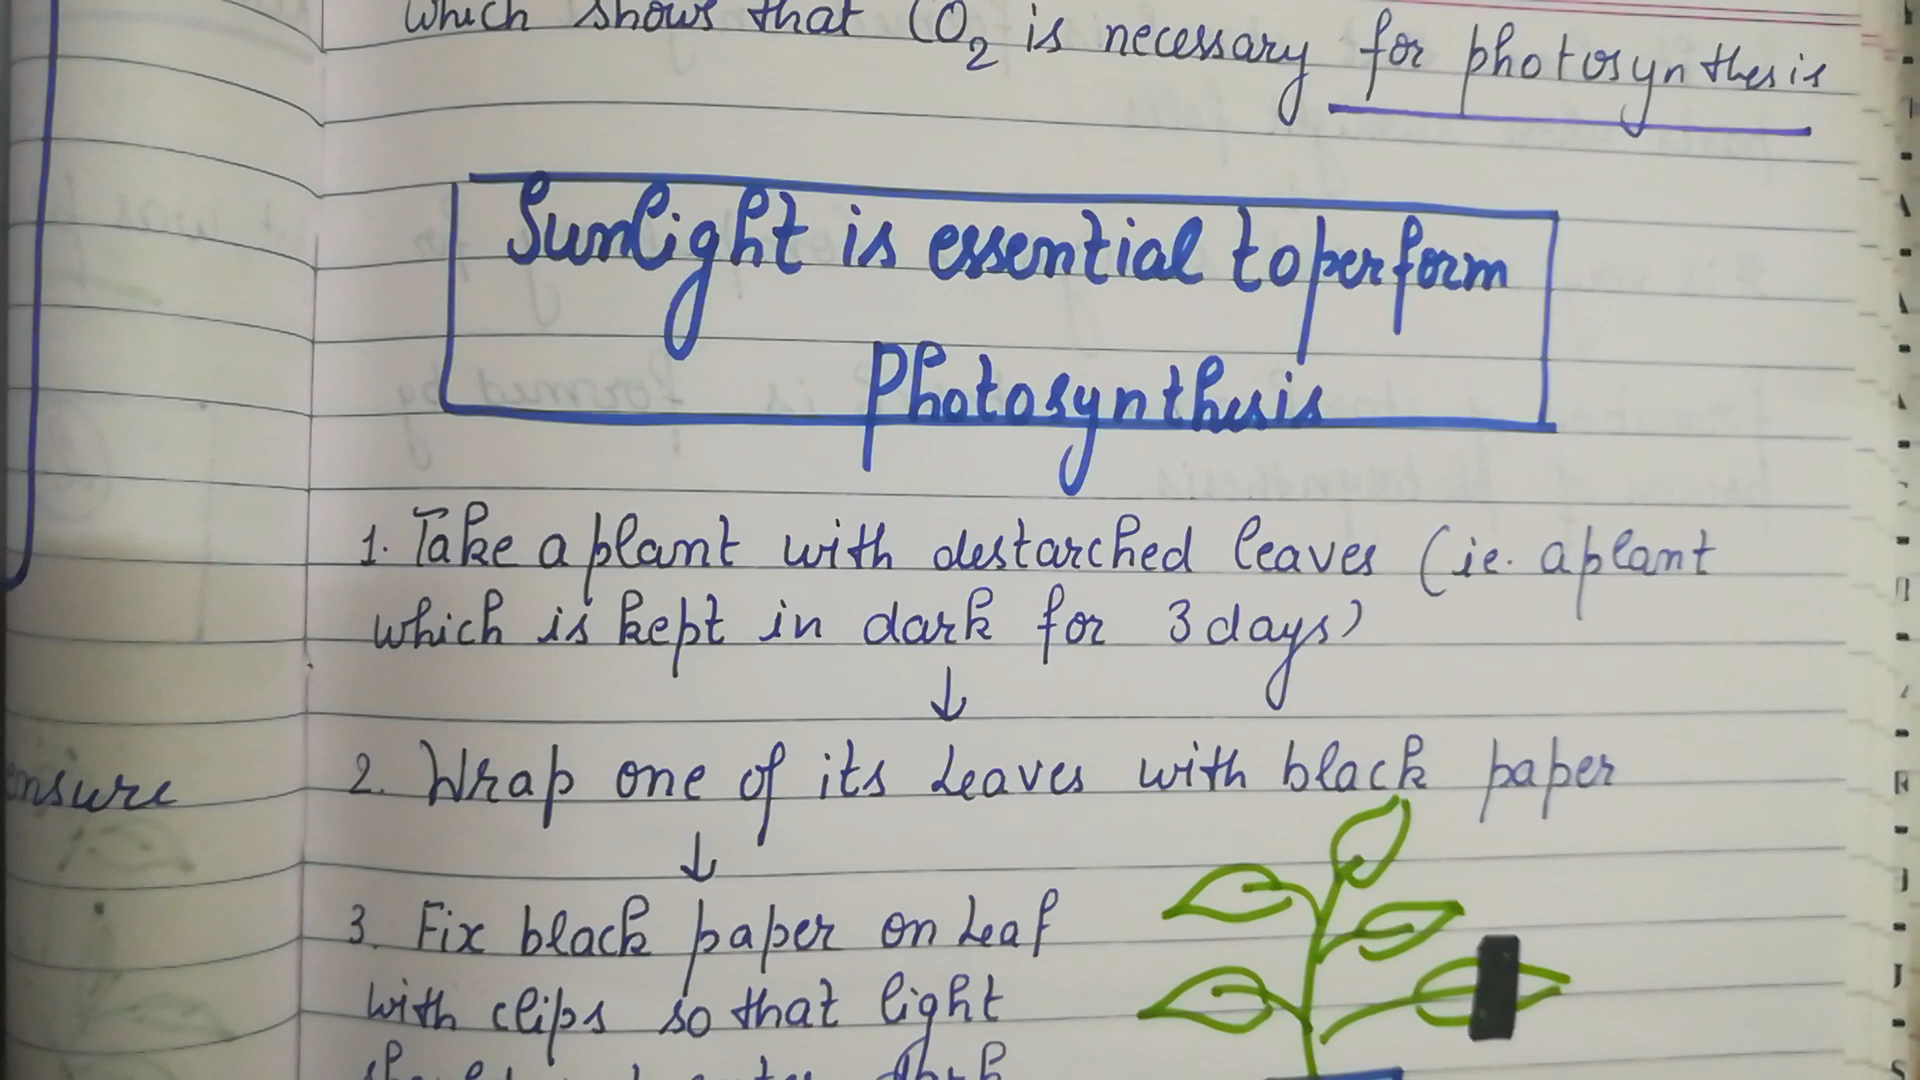 which shows that CO2 is necessary for photosynthesis
Sunlight is essential to perform
Photosynthesis
1. Take a plant with destarched leaves (ie. a plant
which is kept in dark for 3 days)
↓
2. Wrap one of its leaves with black paper
ensure
↓
3. Fix black paper on leaf
with clips so that light